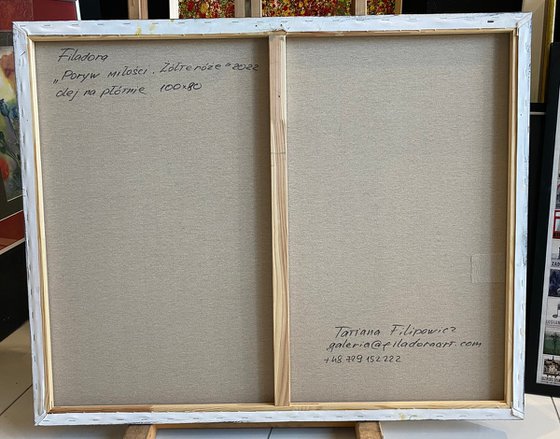 Filadora
„Poryw miłości. Żółte róże" 2022
olej na płótnie 100x80
Tatiana Filipowicz
galeria@filadoraart.com
+48 729 152 222